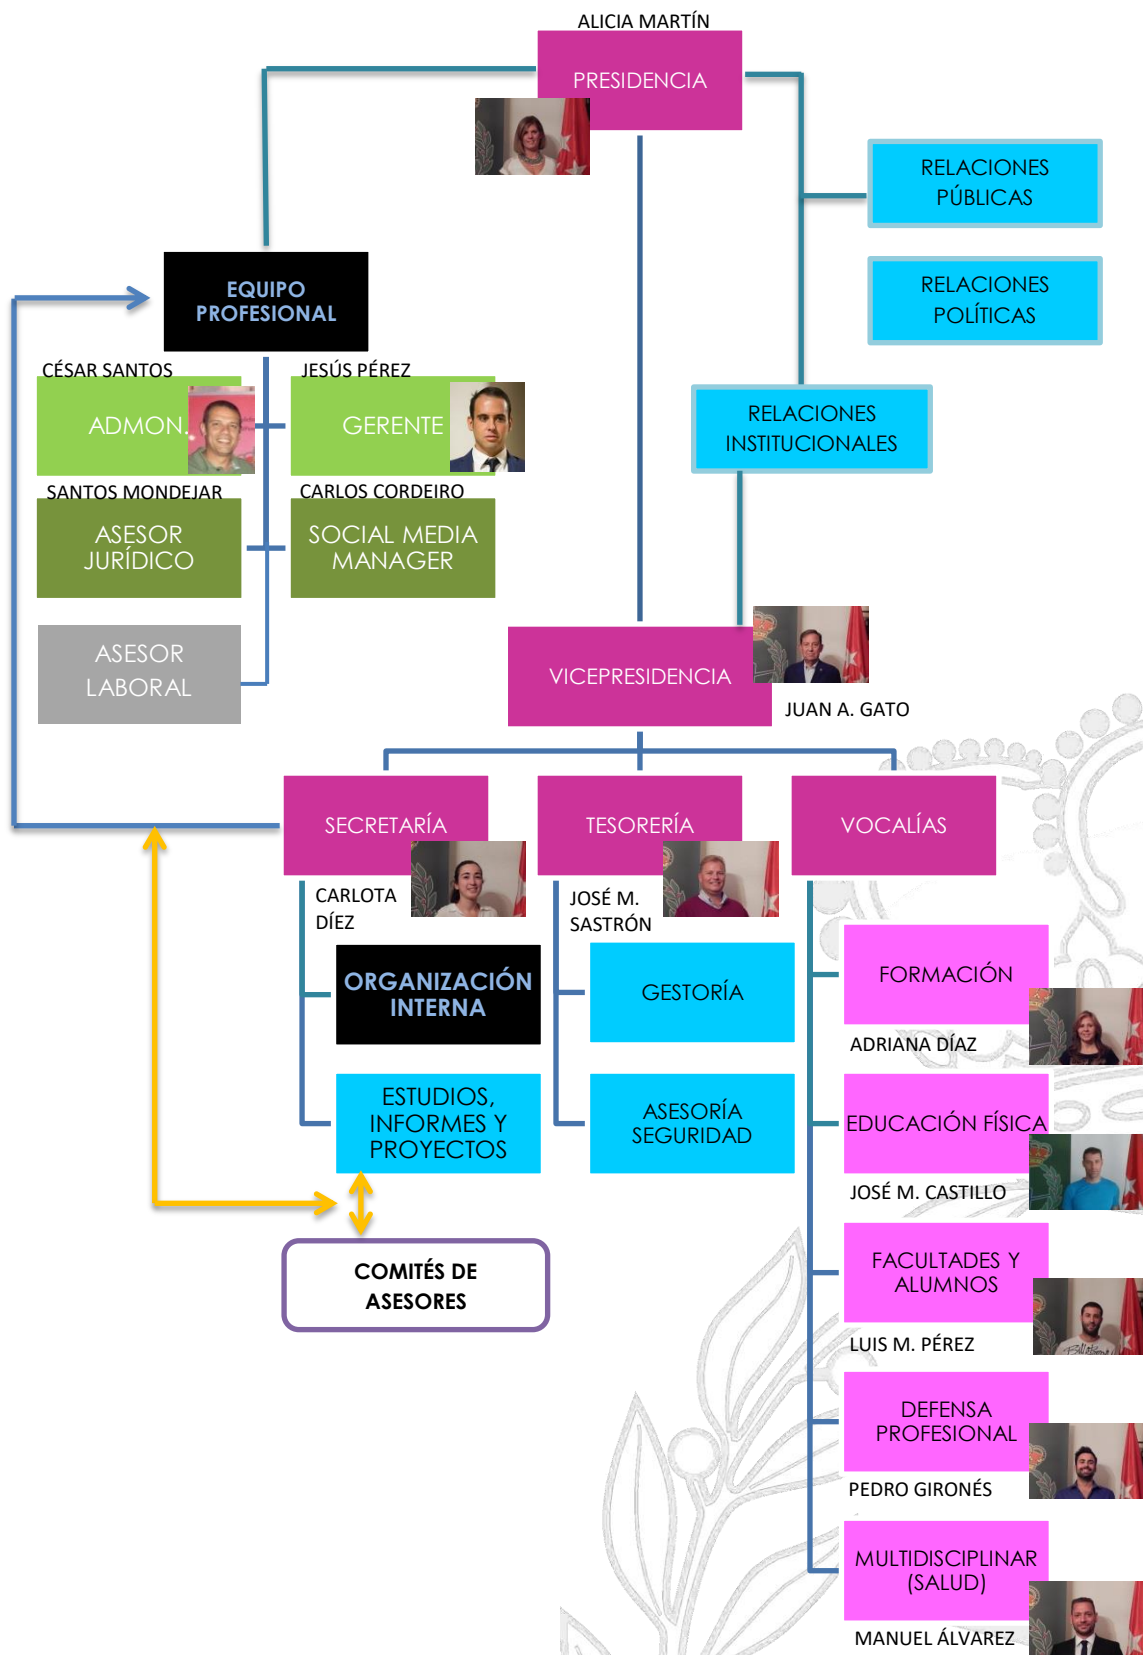 ALICIA MARTÍN
PRESIDENCIA
RELACIONES
PÚBLICAS
RELACIONES
POLÍTICAS
EQUIPO
PROFESIONAL
CÉSAR SANTOS
ADMON.
JESÚS PÉREZ
GERENTE
RELACIONES
INSTITUCIONALES
SANTOS MONDEJAR
ASESOR
JURÍDICO
CARLOS CORDEIRO
SOCIAL MEDIA
MANAGER
ASESOR
LABORAL
VICEPRESIDENCIA
JUAN A. GATO
SECRETARÍA
CARLOTA
DÍEZ
TESORERÍA
JOSÉ M.
SASTRÓN
VOCALÍAS
ORGANIZACIÓN
INTERNA
GESTORÍA
FORMACIÓN
ADRIANA DÍAZ
ESTUDIOS,
INFORMES Y
PROYECTOS
ASESORÍA
SEGURIDAD
EDUCACIÓN FÍSICA
JOSÉ M. CASTILLO
COMITÉS DE
ASESORES
FACULTADES Y
ALUMNOS
LUIS M. PÉREZ
DEFENSA
PROFESIONAL
PEDRO GIRONÉS
MULTIDISCIPLINAR
(SALUD)
MANUEL ÁLVAREZ